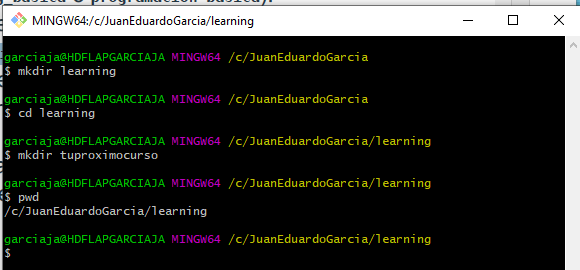 MINGW64:/c/JuanEduardoGarcia/learning
garciaja@HDFLAPGARCIAJA MINGW64 /c/JuanEduardoGarcia
$ mkdir learning
garciaja@HDFLAPGARCIAJA MINGW64 /c/JuanEduardoGarcia
$ cd learning
garciaja@HDFLAPGARCIAJA MINGW64 /c/JuanEduardoGarcia/learning
$ mkdir tuproximocurso
garciaja@HDFLAPGARCIAJA MINGW64 /c/JuanEduardoGarcia/learning
$ pwd
/c/JuanEduardoGarcia/learning
garciaja@HDFLAPGARCIAJA MINGW64 /c/JuanEduardoGarcia/learning
$